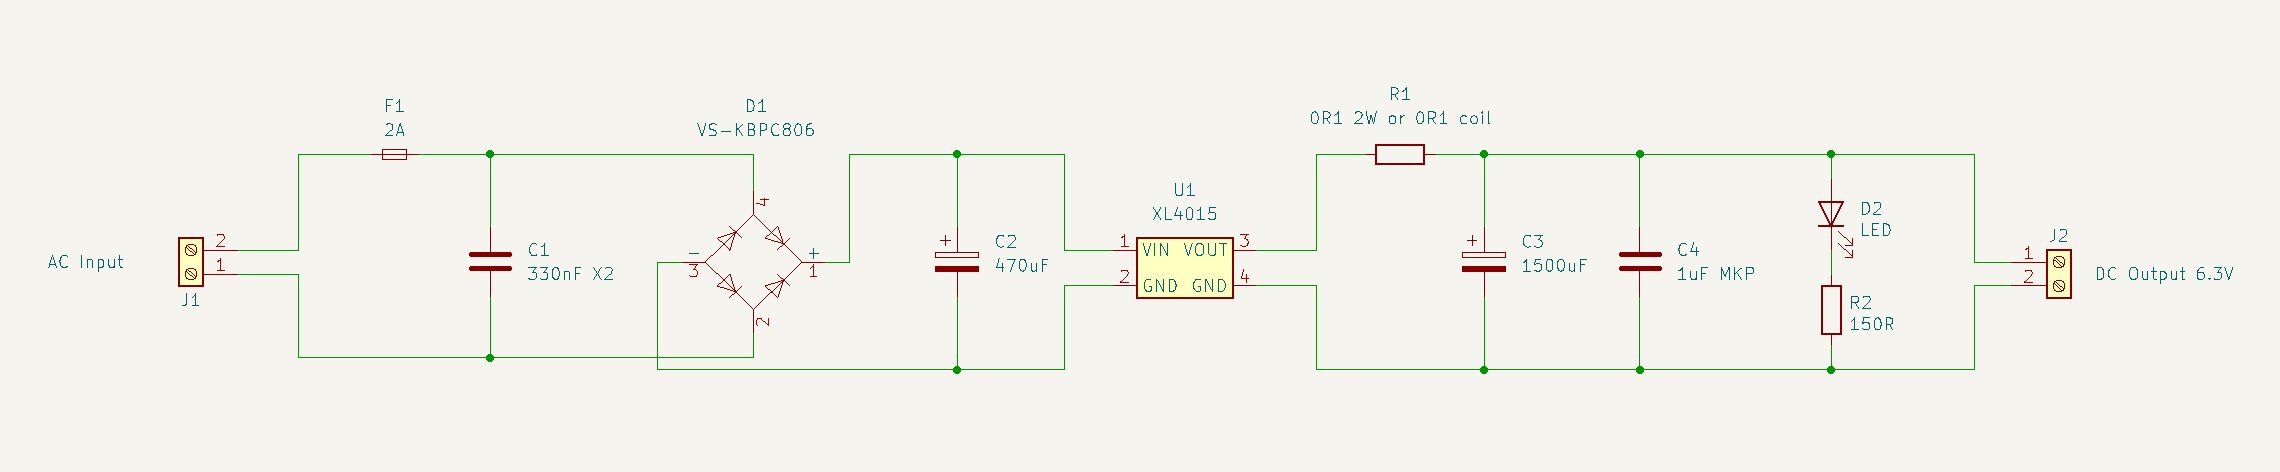 F1
2A
D1
VS-KBPC806
R1
0R1 2W or 0R1 coil
AC Input
2
1
J1
C1
330nF X2
4
-
3
+
1
2
+
C2
470uF
U1
XL4015
1
VIN
VOUT
3
2
GND
GND
4
+
C3
1500uF
C4
1uF MKP
D2
LED
R2
150R
J2
1
2
DC Output 6.3V